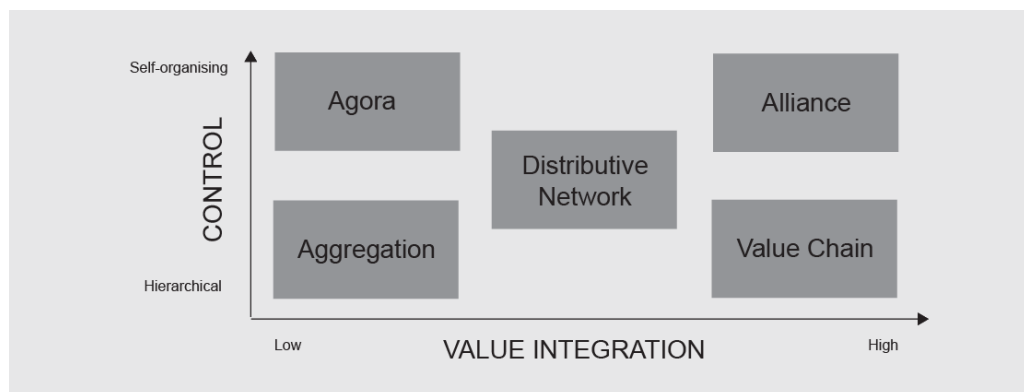 Self-organising
Agora
Alliance
CONTROL
Distributive
Network
Aggregation
Value Chain
Hierarchical
Low
VALUE INTEGRATION
High